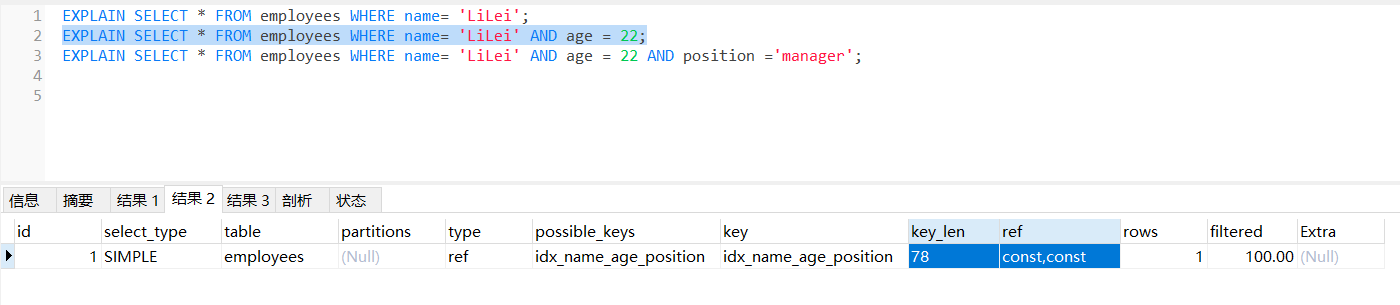 1 EXPLAIN SELECT * FROM employees WHERE name= 'LiLei';
2 EXPLAIN SELECT * FROM employees WHERE name= 'LiLei' AND age = 22;
3 EXPLAIN SELECT * FROM employees WHERE name= 'LiLei' AND age = 22 AND position ='manager';
4
5
信息 摘要 结果 1 结果 2 结果 3 剖析 状态
id select_type table partitions type possible_keys key key_len ref rows filtered Extra
1 SIMPLE employees (Null) ref idx_name_age_position idx_name_age_position 78 const,const 1 100.00 (Null)